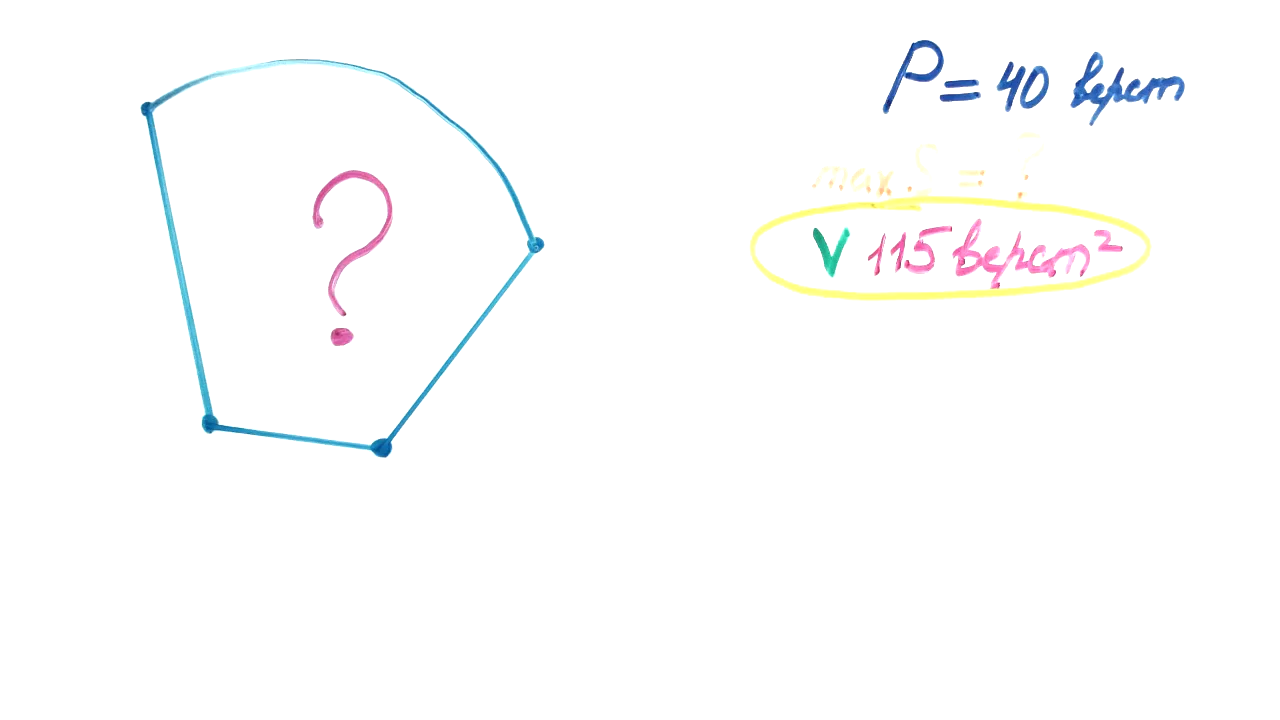 ?
P = 40 верст
max S = ?
V 115 верст²